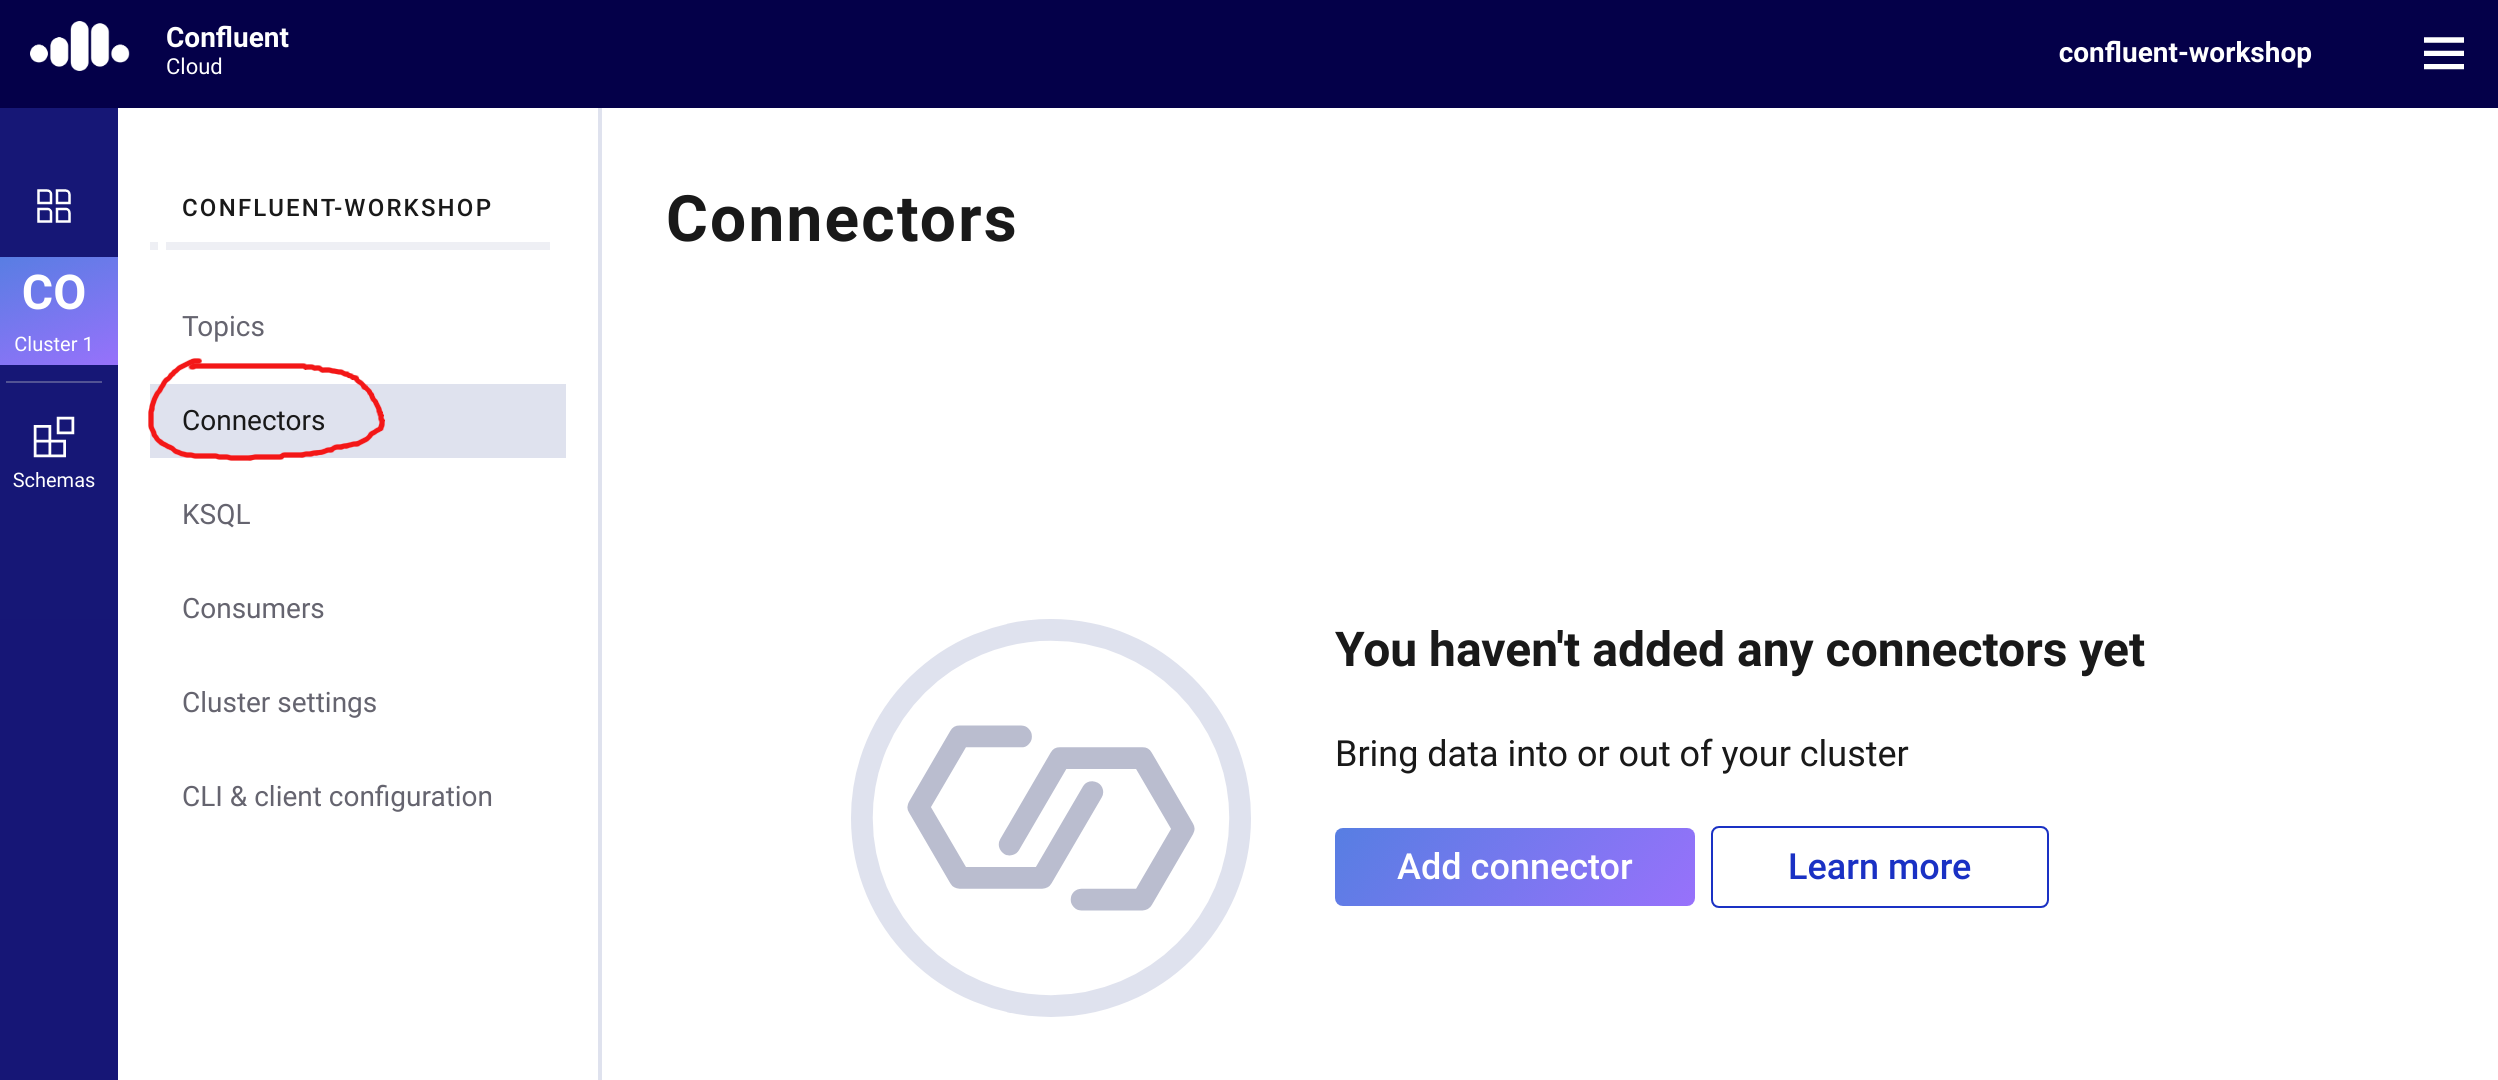 Confluent
Cloud
confluent-workshop
CO
Cluster 1
Schemas
CONFLUENT-WORKSHOP
Topics
Connectors
KSQL
Consumers
Cluster settings
CLI & client configuration
Connectors
You haven't added any connectors yet
Bring data into or out of your cluster
Add connector
Learn more